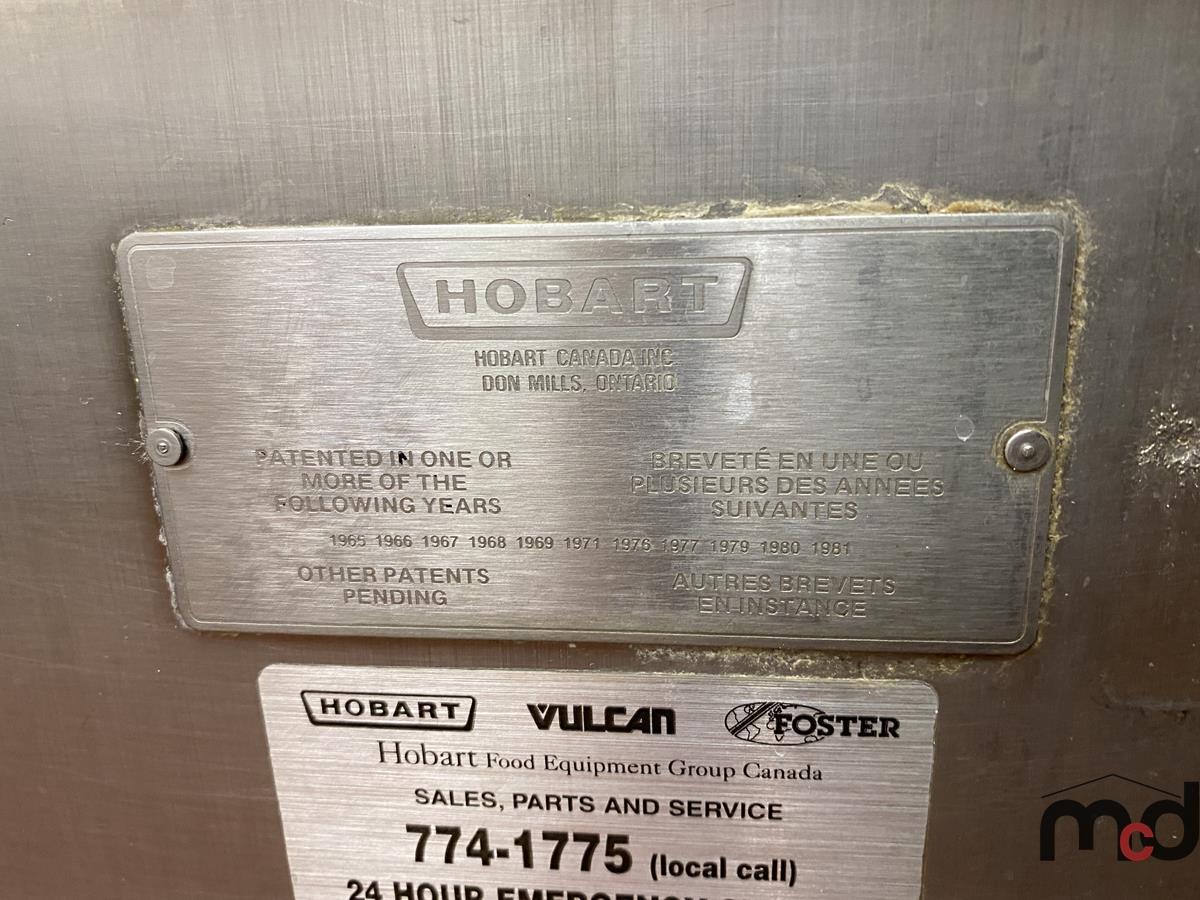 HOBART
HOBART CANADA INC
DON MILLS, ONTARIO
PATENTED IN ONE OR
MORE OF THE
FOLLOWING YEARS
BREVETÉ EN UNE OU
PLUSIEURS DES ANNEES
SUIVANTES
1965 1966 1967 1968 1969 1971 1976 1977 1979 1980 1981
OTHER PATENTS
PENDING
AUTRES BREVETS
EN INSTANCE
HOBART VULCAN FOSTER
Hobart Food Equipment Group Canada
SALES, PARTS AND SERVICE
774-1775 (local call)
24 HOUR EMERGENCY
mcd